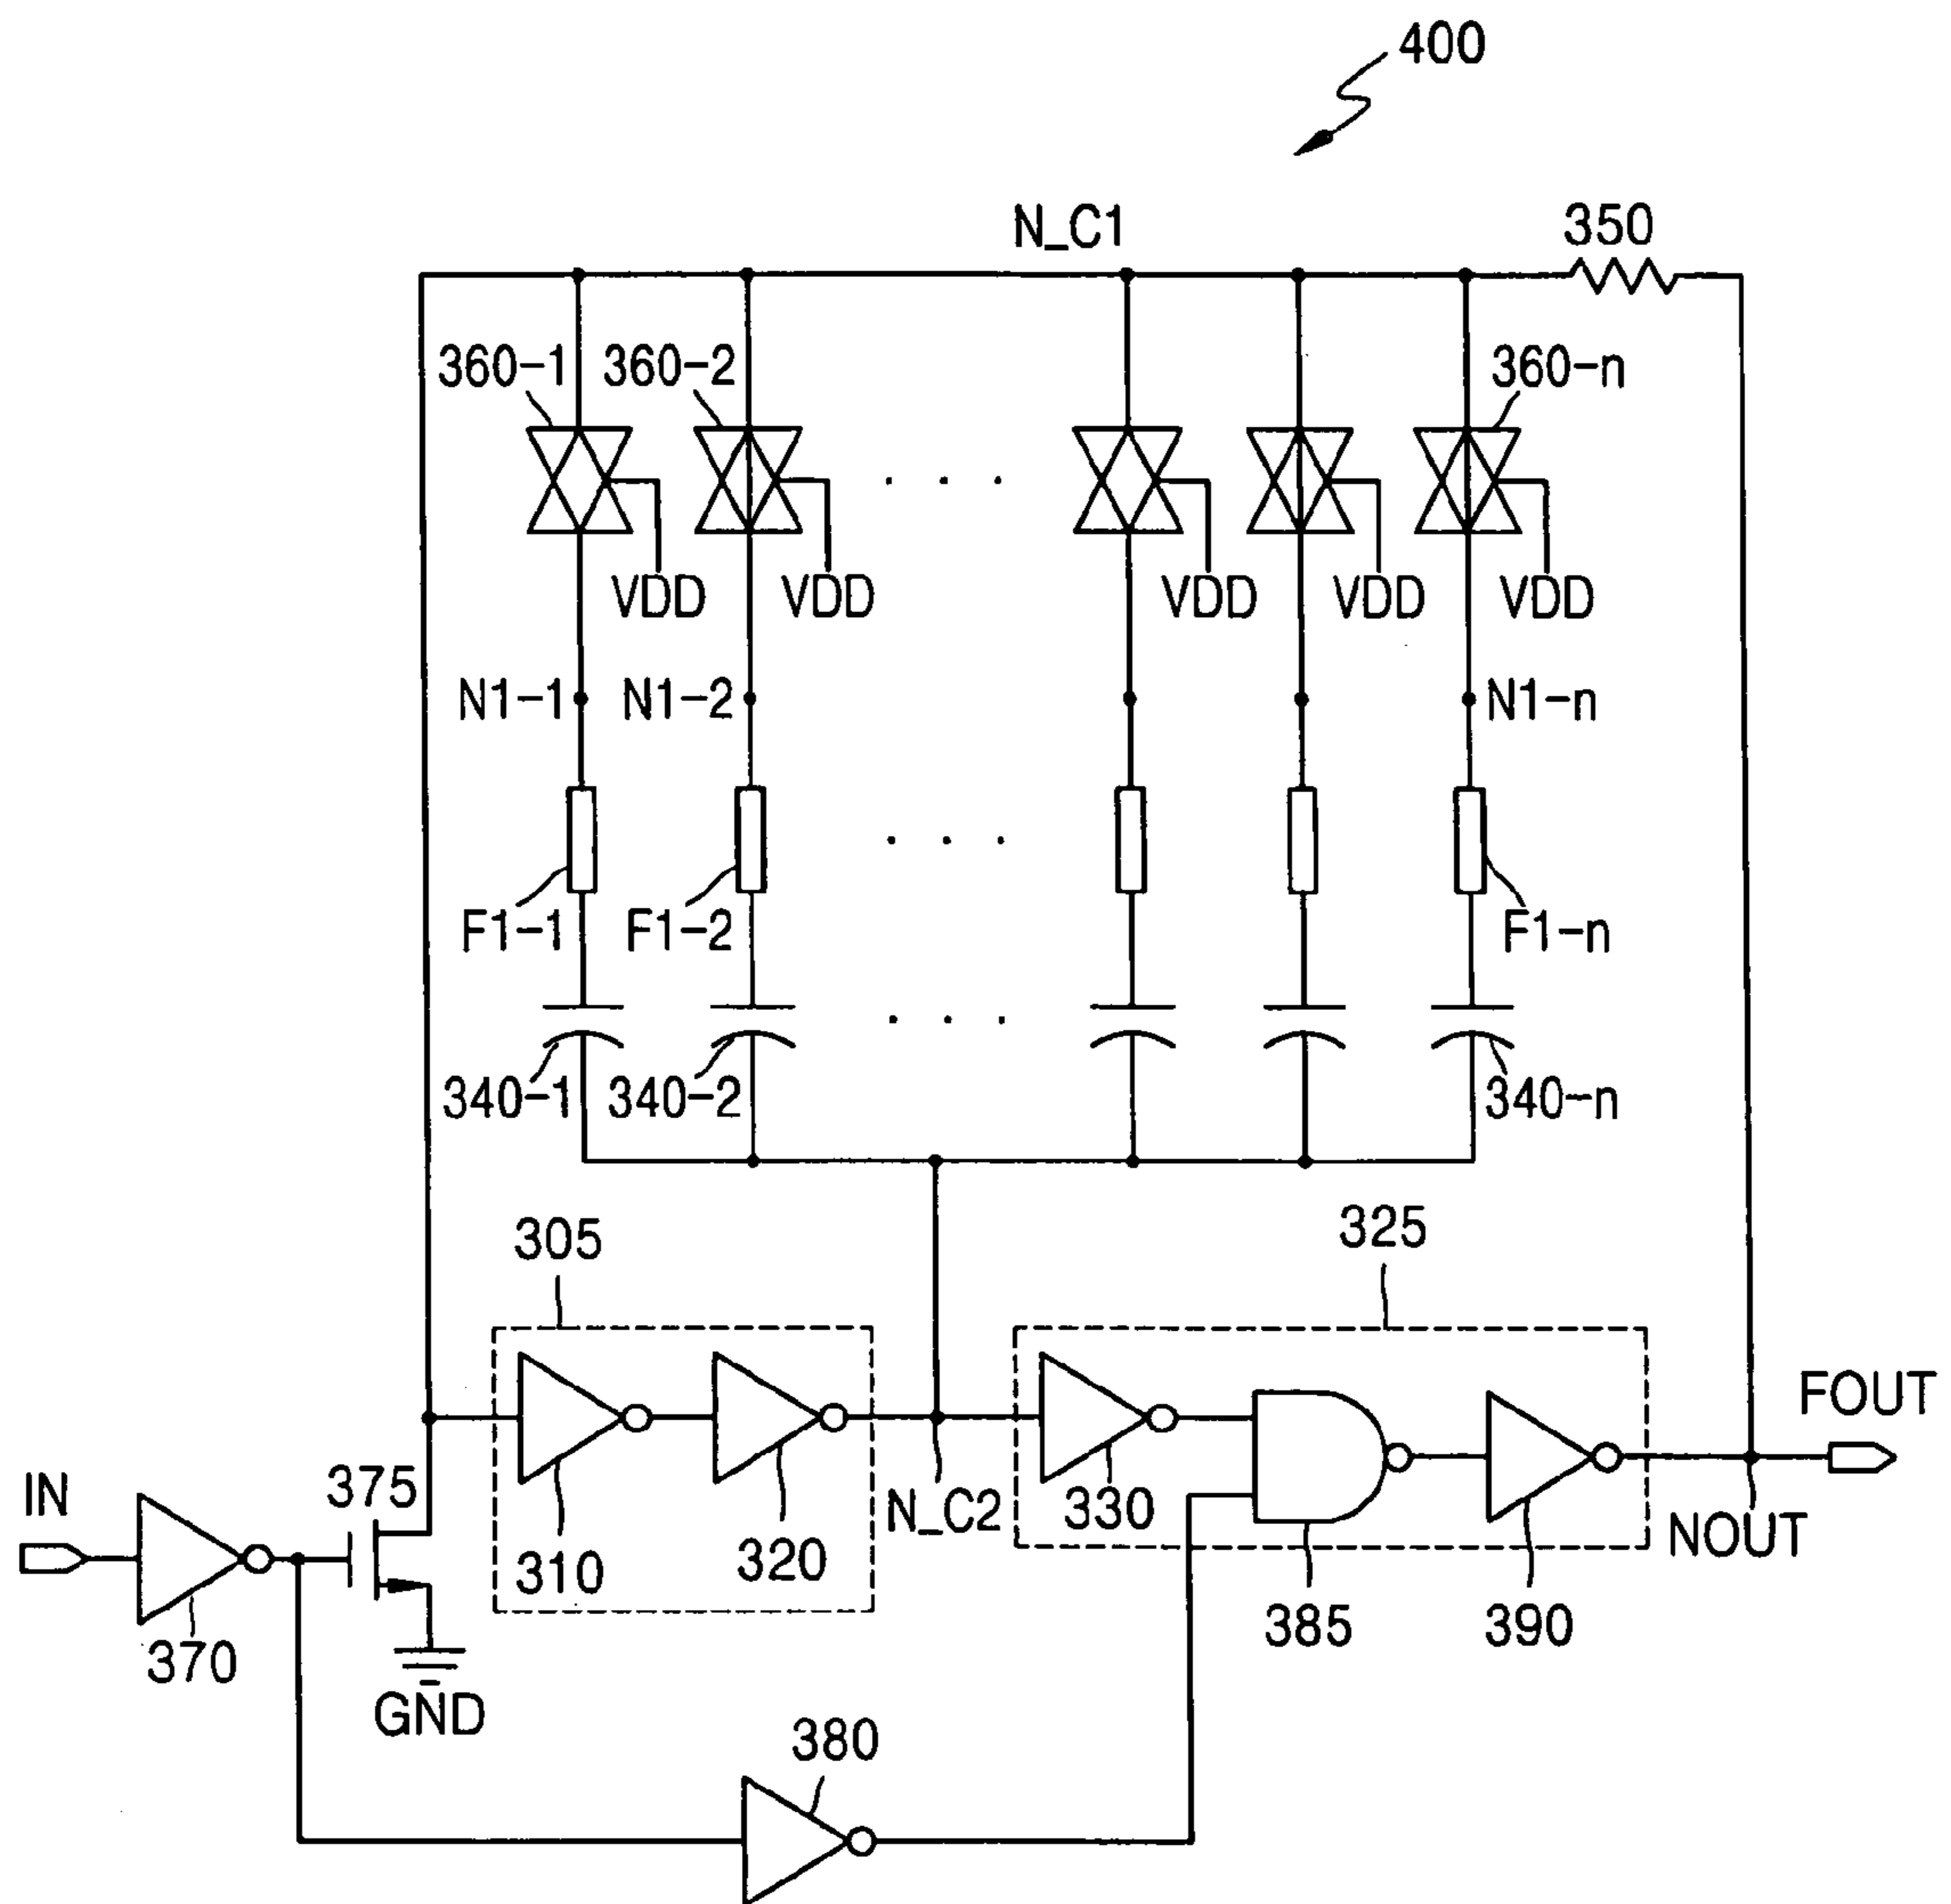 400
N_C1
350
360-1
360-2
360-n
VDD
VDD
VDD
VDD
VDD
N1-1
N1-2
N1-n
F1-1
F1-2
F1-n
340-1
340-2
340-n
305
325
FOUT
IN
375
N_C2
330
NOUT
310
320
370
385
390
GND
380